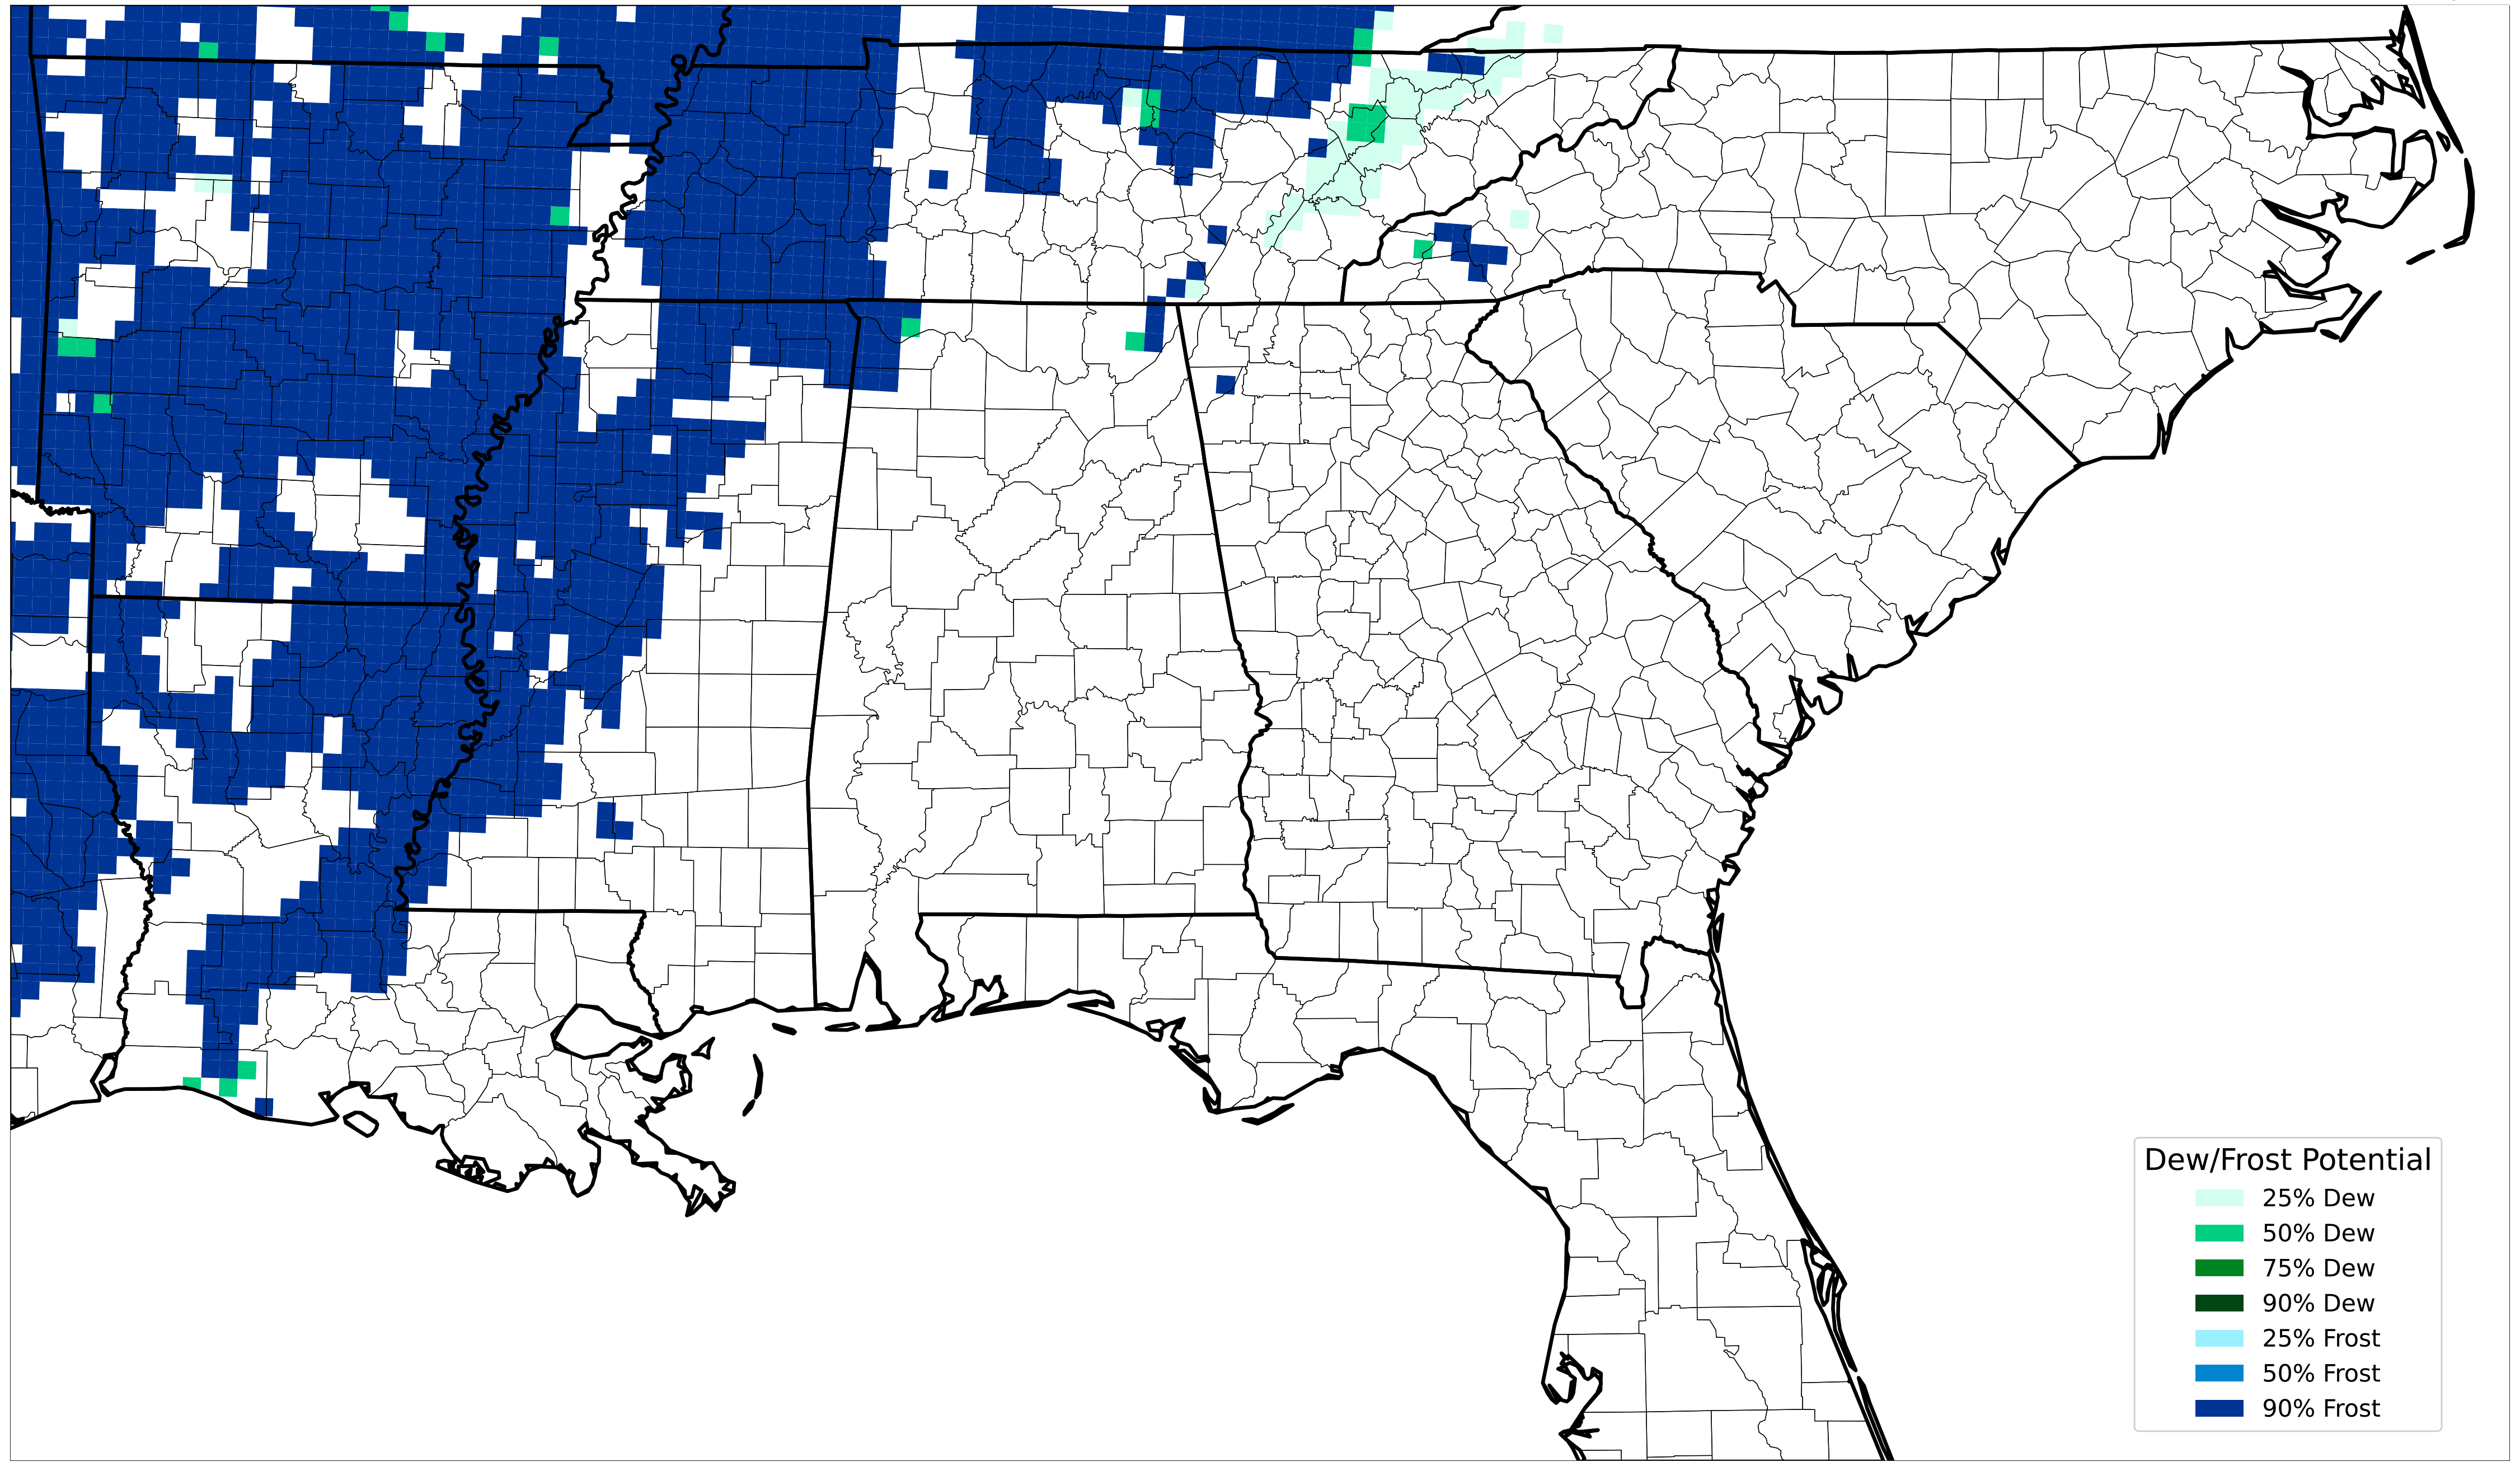 Dew/Frost Potential
25% Dew
50% Dew
75% Dew
90% Dew
25% Frost
50% Frost
90% Frost